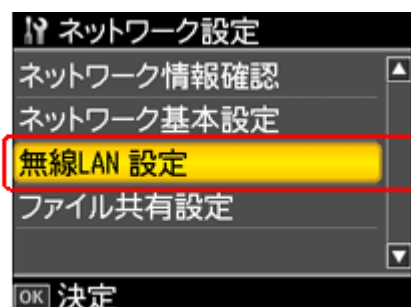 ネットワーク設定
ネットワーク情報確認
ネットワーク基本設定
無線LAN 設定
ファイル共有設定
OK 決定